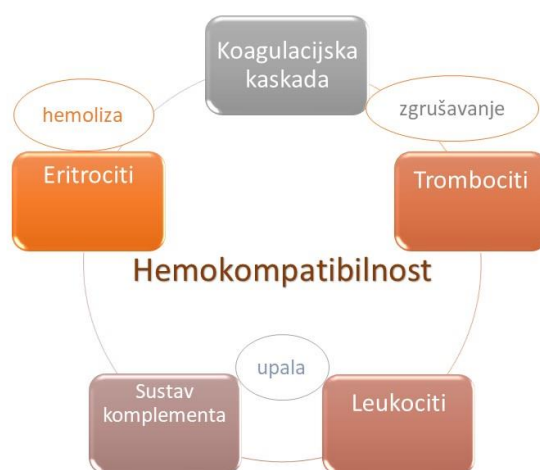 Koagulacijska
kaskada
hemoliza
zgrušavanje
Eritrociti
Trombociti
Hemokompatibilnost
upala
Sustav
komplementa
Leukociti